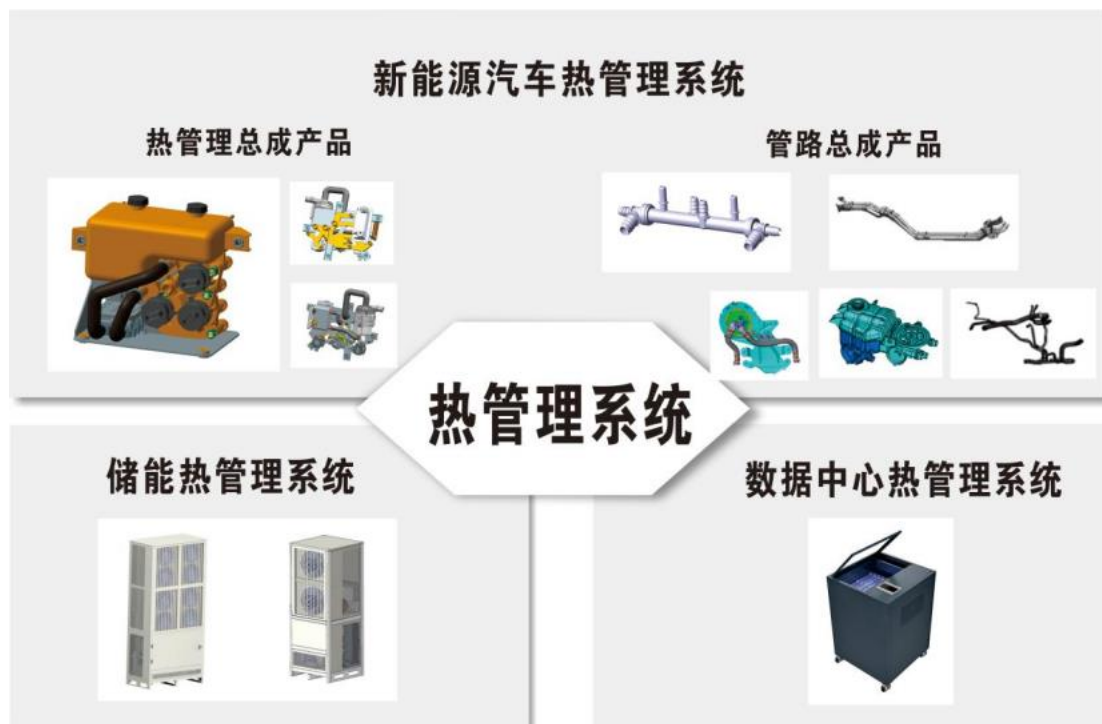 新能源汽车热管理系统
热管理总成产品
管路总成产品
热管理系统
储能热管理系统
数据中心热管理系统